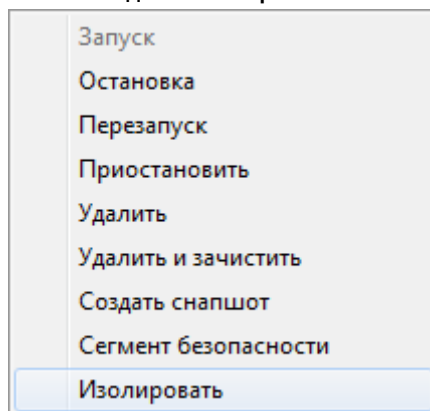 Запуск
Остановка
Перезапуск
Приостановить
Удалить
Удалить и зачистить
Создать снапшот
Сегмент безопасности
Изолировать